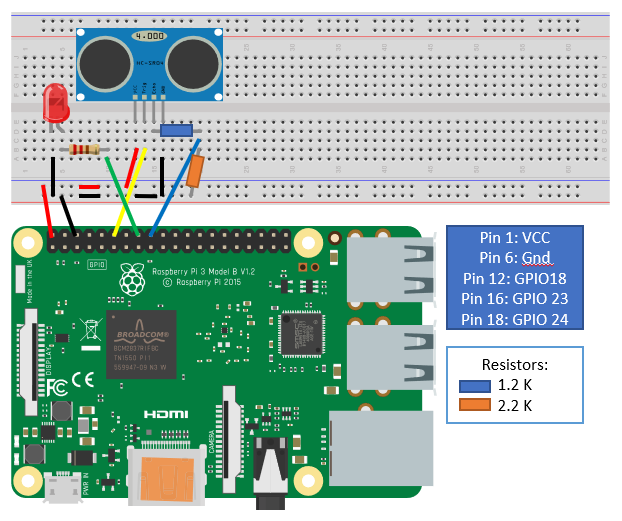 4.000
HC-SR04
Vcc
Trig
Echo
GND
GPIO
Raspberry Pi 3 Model B V1.2
© Raspberry Pi 2015
Made in the UK
BROADCOM®
DISPLAY
FC CE
HDMI
CAMERA
PWR IN
Pin 1: VCC
Pin 6: Gnd
Pin 12: GPIO18
Pin 16: GPIO 23
Pin 18: GPIO 24
Resistors:
1.2 K
2.2 K